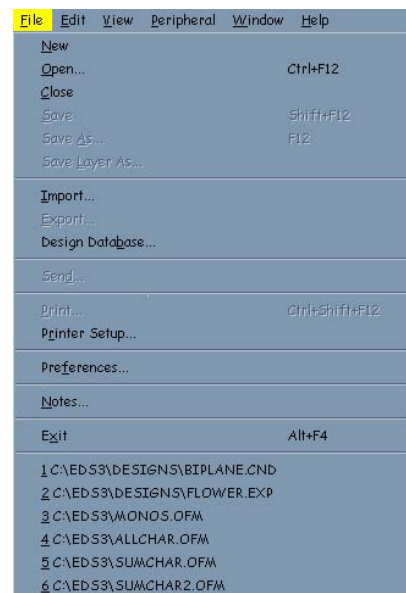 File Edit View Peripheral Window Help
New
Open... Ctrl+F12
Close
Save Shift+F12
Save As... F12
Save Layer As...
Import...
Export...
Design Database...
Send...
Print... Ctrl+Shift+F12
Printer Setup...
Preferences...
Notes...
Exit Alt+F4
1 C:\EDS3\DESIGNS\BIPLANE.CND
2 C:\EDS3\DESIGNS\FLOWER.EXP
3 C:\EDS3\MONOS.OFM
4 C:\EDS3\ALLCHAR.OFM
5 C:\EDS3\SUMCHAR.OFM
6 C:\EDS3\SUMCHAR2.OFM